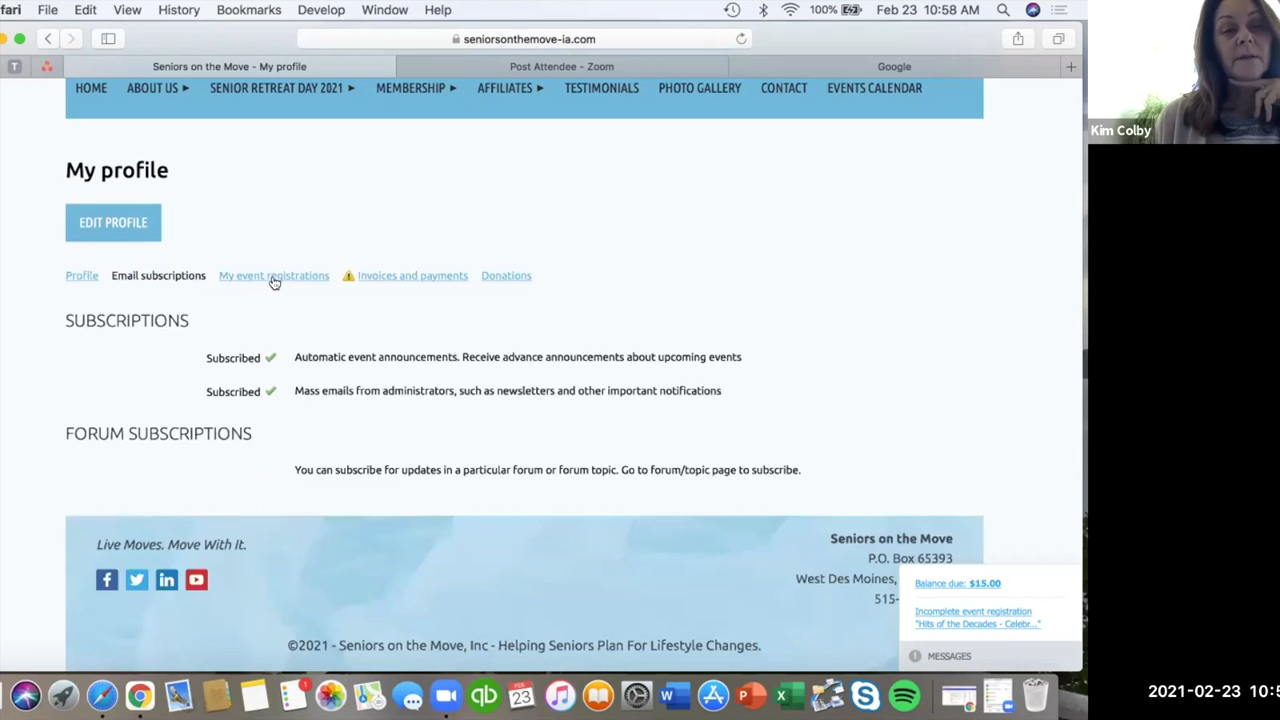 fari File Edit View History Bookmarks Develop Window Help 100% Feb 23 10:58 AM
seniorsonthemove-ia.com
T Seniors on the Move - My profile Post Attendee - Zoom Google
HOME ABOUT US SENIOR RETREAT DAY 2021 MEMBERSHIP AFFILIATES TESTIMONIALS PHOTO GALLERY CONTACT EVENTS CALENDAR
Kim Colby
My profile
EDIT PROFILE
Profile Email subscriptions My event registrations Invoices and payments Donations
SUBSCRIPTIONS
Subscribed Automatic event announcements. Receive advance announcements about upcoming events
Subscribed Mass emails from administrators, such as newsletters and other important notifications
FORUM SUBSCRIPTIONS
You can subscribe for updates in a particular forum or forum topic. Go to forum/topic page to subscribe.
Live Moves. Move With It.
Seniors on the Move
P.O. Box 65393
West Des Moines,
515-
Balance due: $15.00
Incomplete event registration
"Hits of the Decades - Celebr..."
©2021 - Seniors on the Move, Inc - Helping Seniors Plan For Lifestyle Changes.
MESSAGES
2021-02-23 10:5